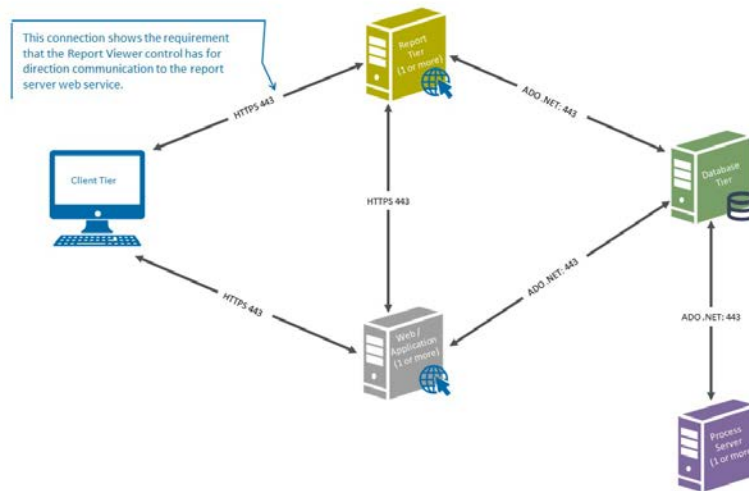 This connection shows the requirement
that the Report Viewer control has for
direction communication to the report
server web service.
Report
Tier
(1 or more)
HTTPS 443
ADO .NET: 443
Client Tier
Database
Tier
HTTPS 443
HTTPS 443
ADO .NET: 443
ADO .NET: 443
Web /
Application
(1 or more)
Process
Server
(1 or more)